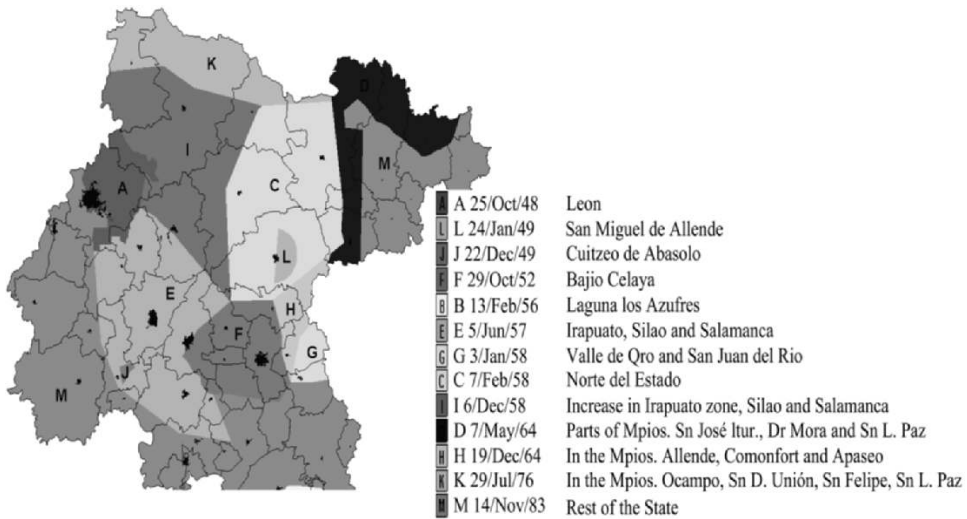 K
D
I
M
A
C
L
E
H
F
G
J
M
A A 25/Oct/48 Leon
L L 24/Jan/49 San Miguel de Allende
J J 22/Dec/49 Cuitzeo de Abasolo
F F 29/Oct/52 Bajio Celaya
B B 13/Feb/56 Laguna los Azufres
E E 5/Jun/57 Irapuato, Silao and Salamanca
G G 3/Jan/58 Valle de Qro and San Juan del Rio
C C 7/Feb/58 Norte del Estado
I I 6/Dec/58 Increase in Irapuato zone, Silao and Salamanca
D 7/May/64 Parts of Mpios. Sn José Itur., Dr Mora and Sn L. Paz
H H 19/Dec/64 In the Mpios. Allende, Comonfort and Apaseo
K K 29/Jul/76 In the Mpios. Ocampo, Sn D. Unión, Sn Felipe, Sn L. Paz
M M 14/Nov/83 Rest of the State